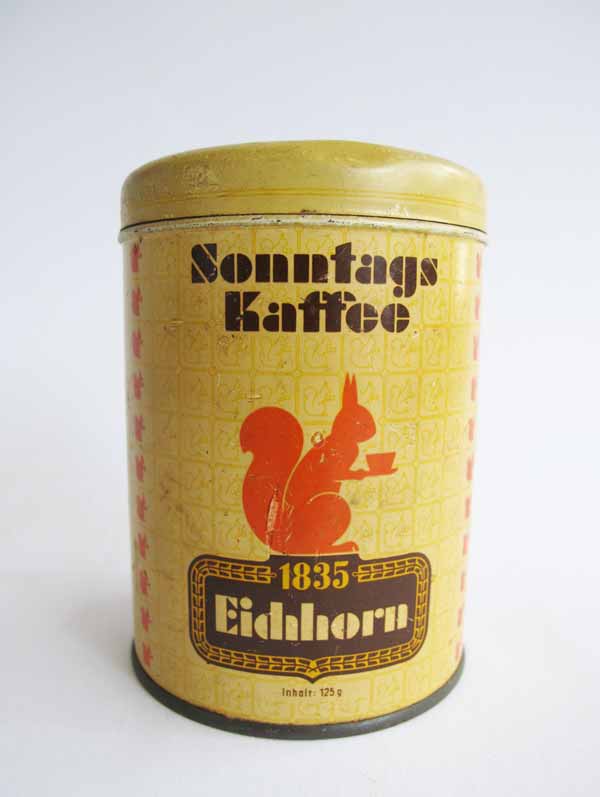 Sonntags
Kaffee
1835
Eichhorn
Inhalt: 125 g